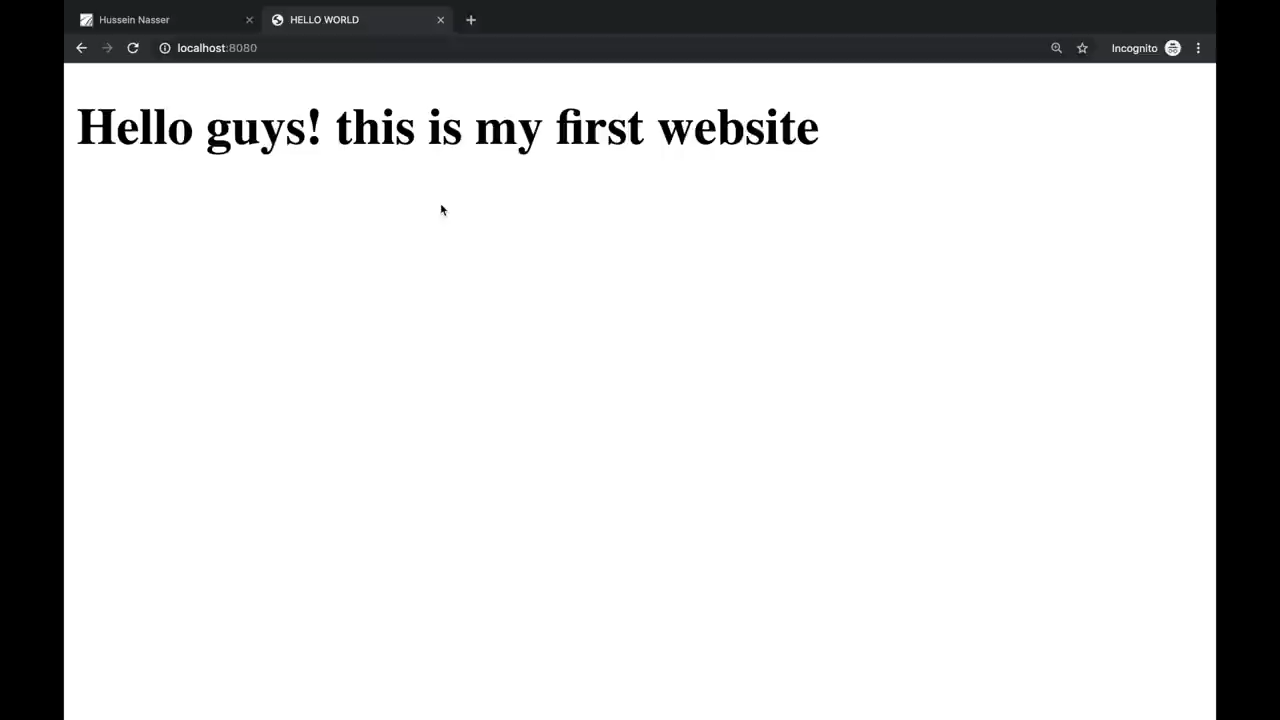 Hussein Nasser
HELLO WORLD
localhost:8080
Incognito
Hello guys! this is my first website